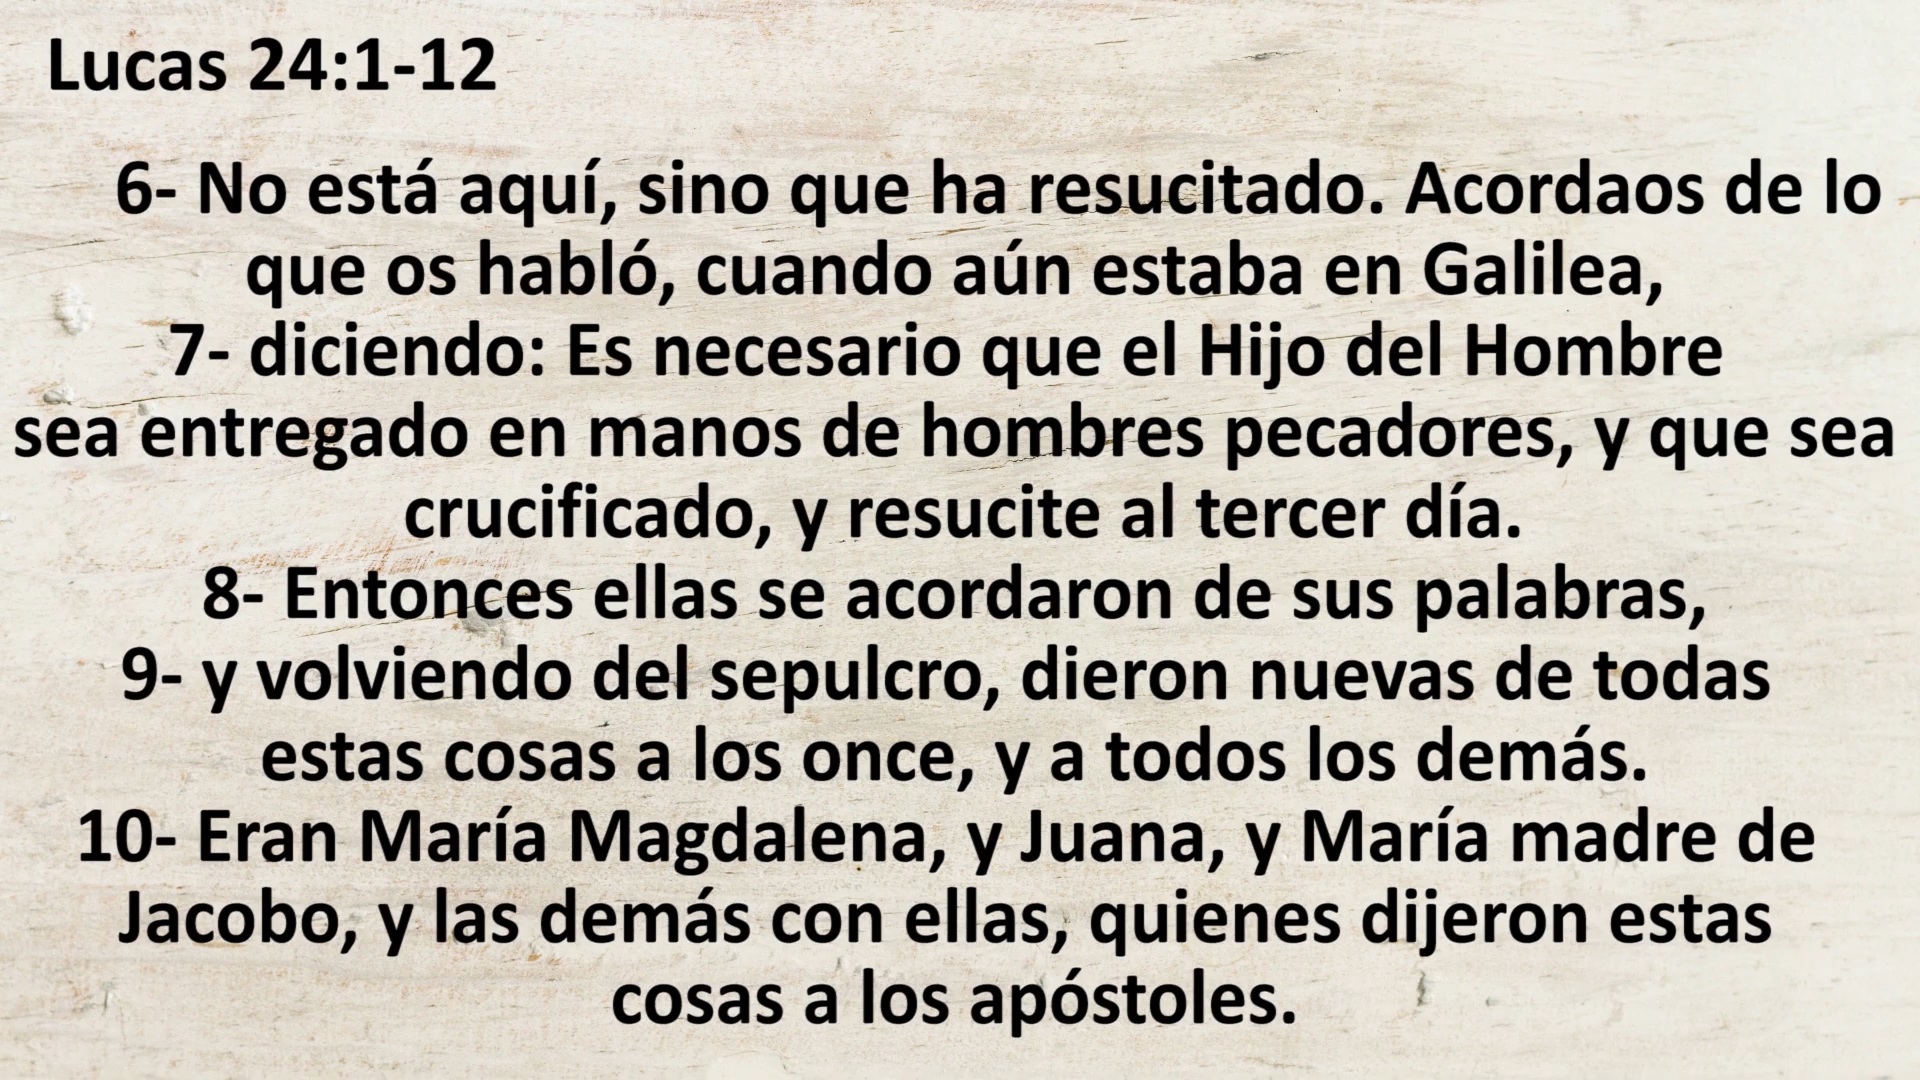 Lucas 24:1-12
6- No está aquí, sino que ha resucitado. Acordaos de lo
que os habló, cuando aún estaba en Galilea,
7- diciendo: Es necesario que el Hijo del Hombre
sea entregado en manos de hombres pecadores, y que sea
crucificado, y resucite al tercer día.
8- Entonces ellas se acordaron de sus palabras,
9- y volviendo del sepulcro, dieron nuevas de todas
estas cosas a los once, y a todos los demás.
10- Eran María Magdalena, y Juana, y María madre de
Jacobo, y las demás con ellas, quienes dijeron estas
cosas a los apóstoles.